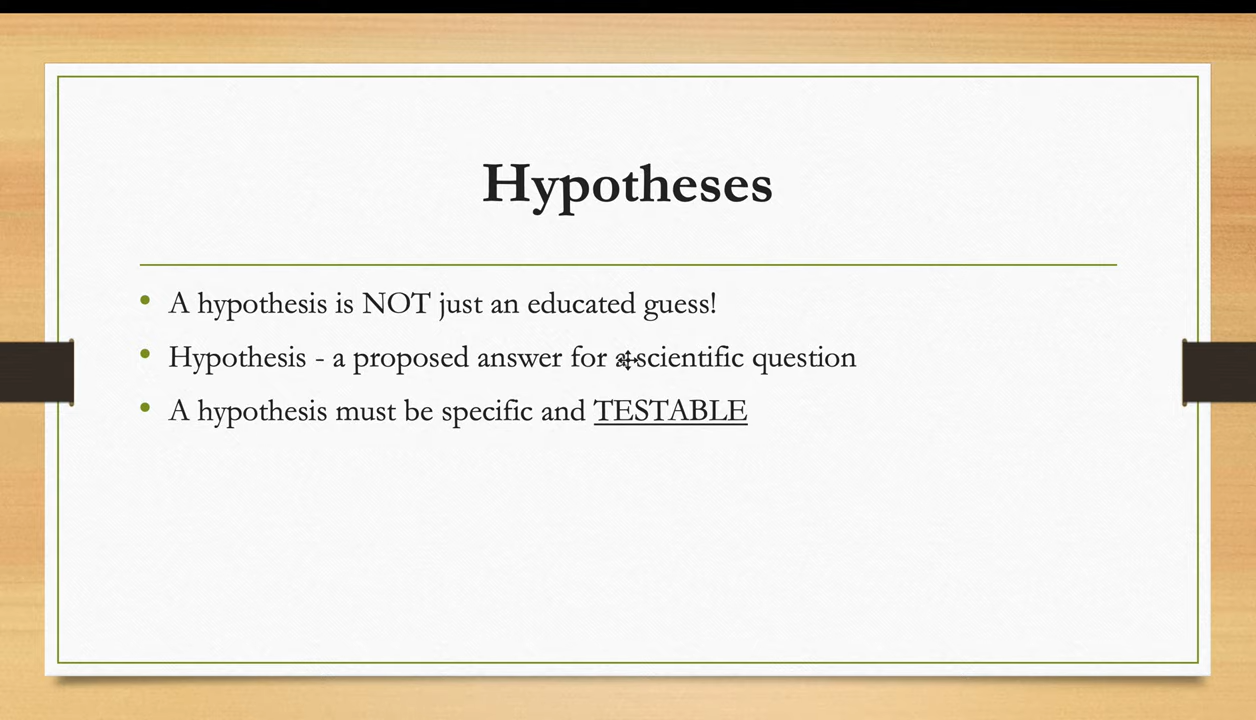 Hypotheses
• A hypothesis is NOT just an educated guess!
• Hypothesis - a proposed answer for a scientific question
• A hypothesis must be specific and TESTABLE